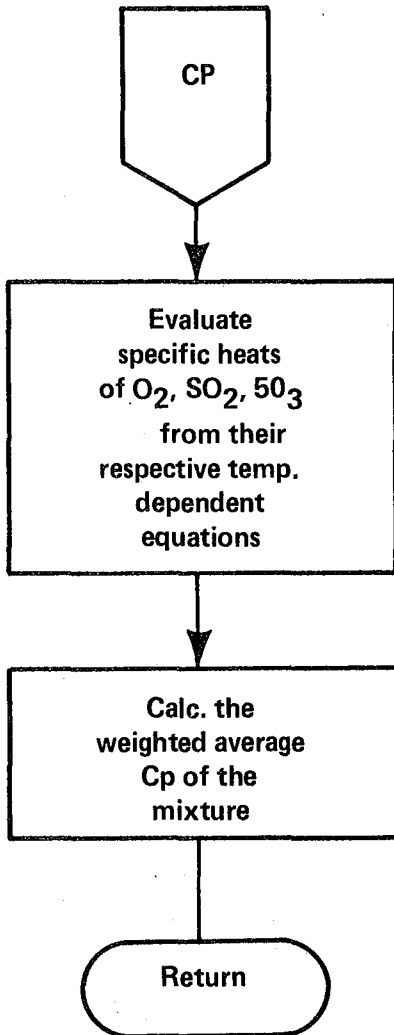 CP
Evaluate
specific heats
of O₂, SO₂, 50₃
from their
respective temp.
dependent
equations
Calc. the
weighted average
Cp of the
mixture
Return